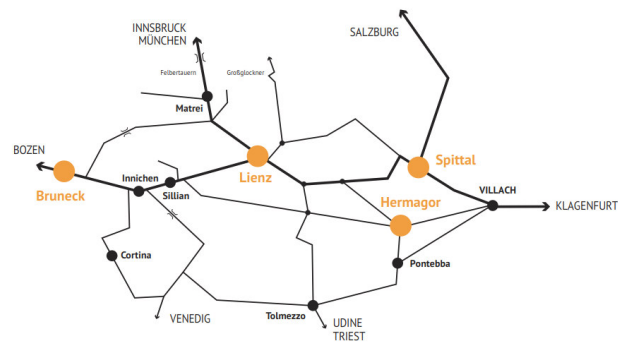 INNSBRUCK
MÜNCHEN
SALZBURG
Felbertauern
Großglockner
Matrei
BOZEN
Bruneck
Innichen
Sillian
Lienz
Spittal
Hermagor
VILLACH
KLAGENFURT
Cortina
Pontebba
VENEDIG
Tolmezzo
UDINE
TRIEST